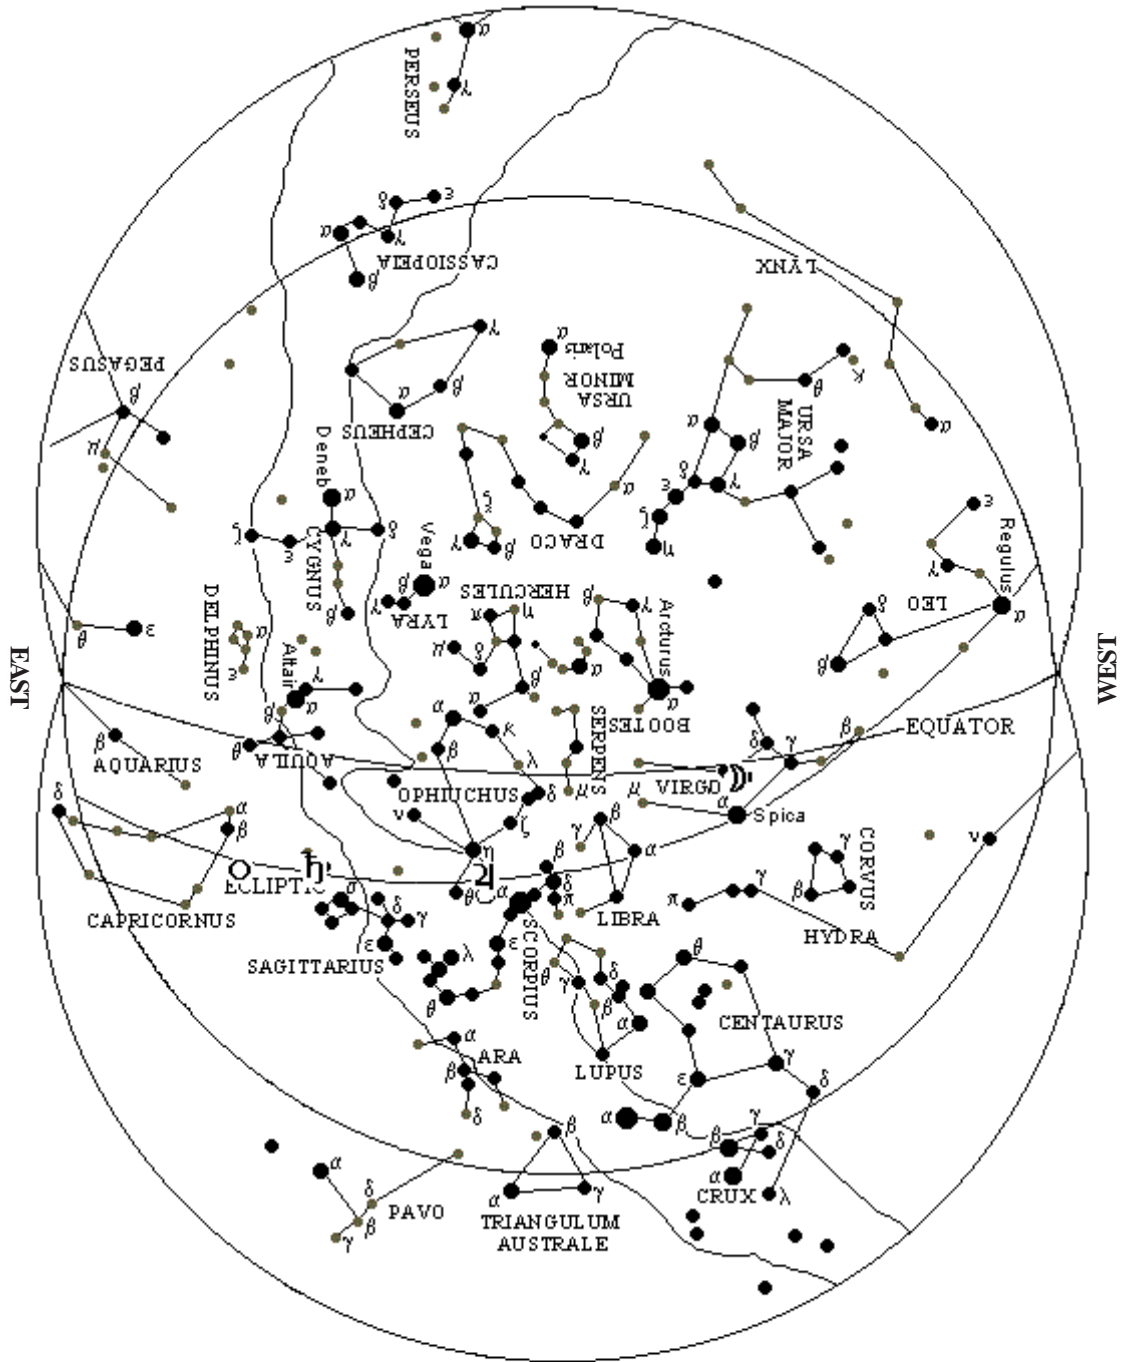 α
PERSEUS
γ
δ
ε
α
γ
CASSIOPEIA
β
LYNX
PEGASUS
β
μ
γ
α
β
CEPHEUS
α
Polaris
URSA
MINOR
β
γ
κ
θ
URSA
MAJOR
α
β
δ
γ
ε
ζ
η
α
Deneb
α
ζ
ε
γ
δ
CYGNUS
ξ
γ
β
DRACO
α
ε
γ
Regulus
α
LEO
δ
β
Vega
α
β
γ
LYRA
HERCULES
π
η
μ
δ
β
α
β
γ
Arcturus
α
α
BOOTES
DELPHINUS
α
ε
θ
ε
EAST
WEST
Altair
γ
α
β
θ
AQUILA
β
AQUARIUS
α
κ
β
λ
OPHIUCHUS
δ
ζ
ν
η
θ
SERPENS
μ
EQUATOR
β
γ
δ
VIRGO
α
Spica
μ
δ
α
β
CAPRICORNUS
ECLIPTIC
♄
♃
β
γ
α
LIBRA
β
δ
π
α
SCORPIUS
ε
λ
θ
σ
δ
γ
ε
SAGITTARIUS
π
γ
γ
β
CORVUS
ν
HYDRA
θ
CENTAURUS
γ
ε
δ
α
β
θ
γ
δ
β
α
LUPUS
α
ARA
β
δ
γ
β
δ
α
CRUX
λ
β
α
γ
TRIANGULUM
AUSTRALE
α
δ
β
γ
PAVO